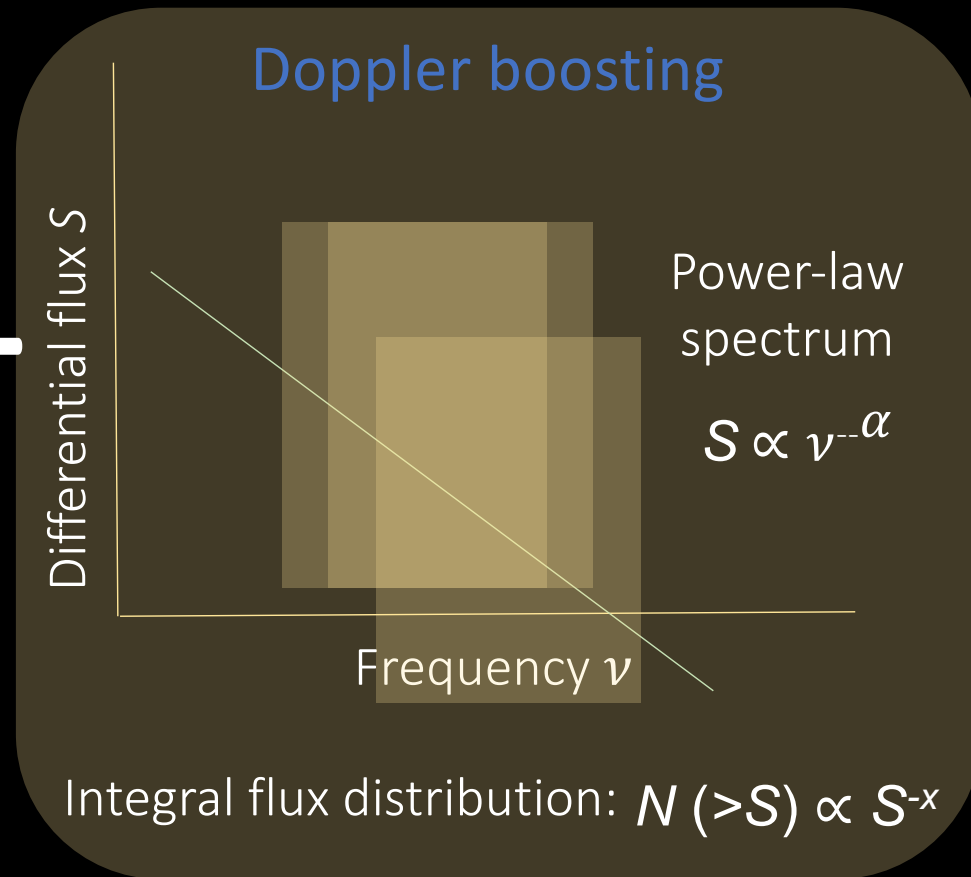 Doppler boosting
Differential flux S
Power-law
spectrum
S ∝ ν--α
Frequency ν
Integral flux distribution: N (>S) ∝ S-x